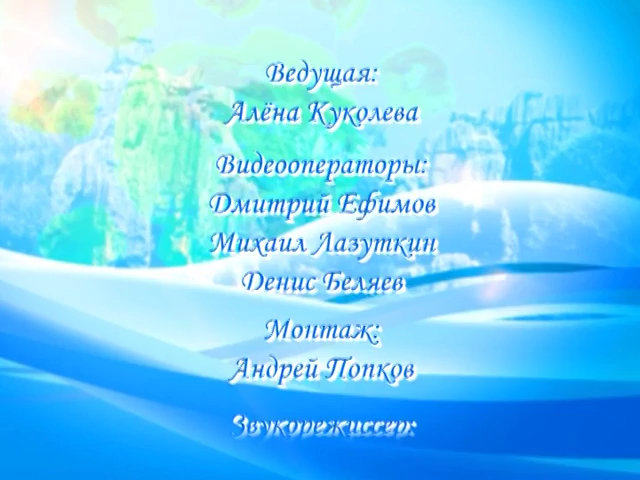 Ведущая:
Алёна Куколева
Видеооператоры:
Дмитрий Ефимов
Михаил Лазуткин
Денис Беляев
Монтаж:
Андрей Попков
Звукорежиссер: